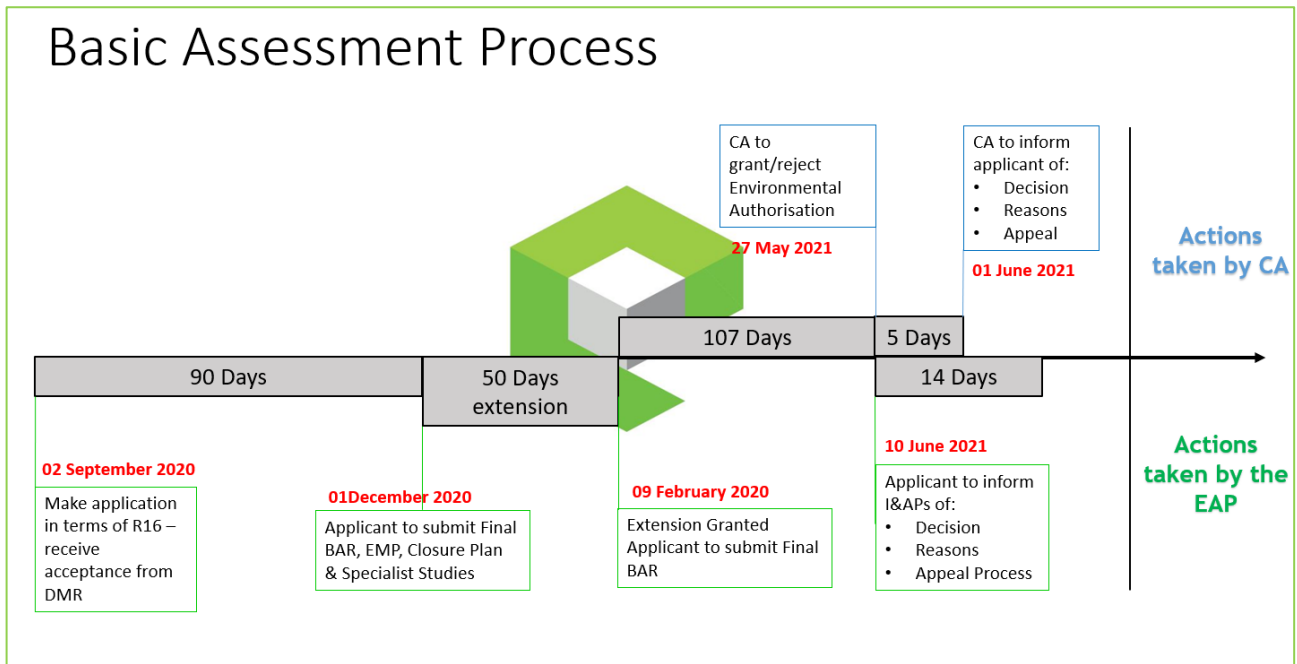 Basic Assessment Process
CA to
grant/reject
Environmental
Authorisation
27 May 2021
CA to inform
applicant of:
• Decision
• Reasons
• Appeal
01 June 2021
Actions
taken by CA
107 Days
5 Days
90 Days
50 Days
extension
14 Days
02 September 2020
Make application
in terms of R16 –
receive
acceptance from
DMR
01December 2020
Applicant to submit Final
BAR, EMP, Closure Plan
& Specialist Studies
09 February 2020
Extension Granted
Applicant to submit Final
BAR
10 June 2021
Applicant to inform
I&APs of:
• Decision
• Reasons
• Appeal Process
Actions
taken by the
EAP